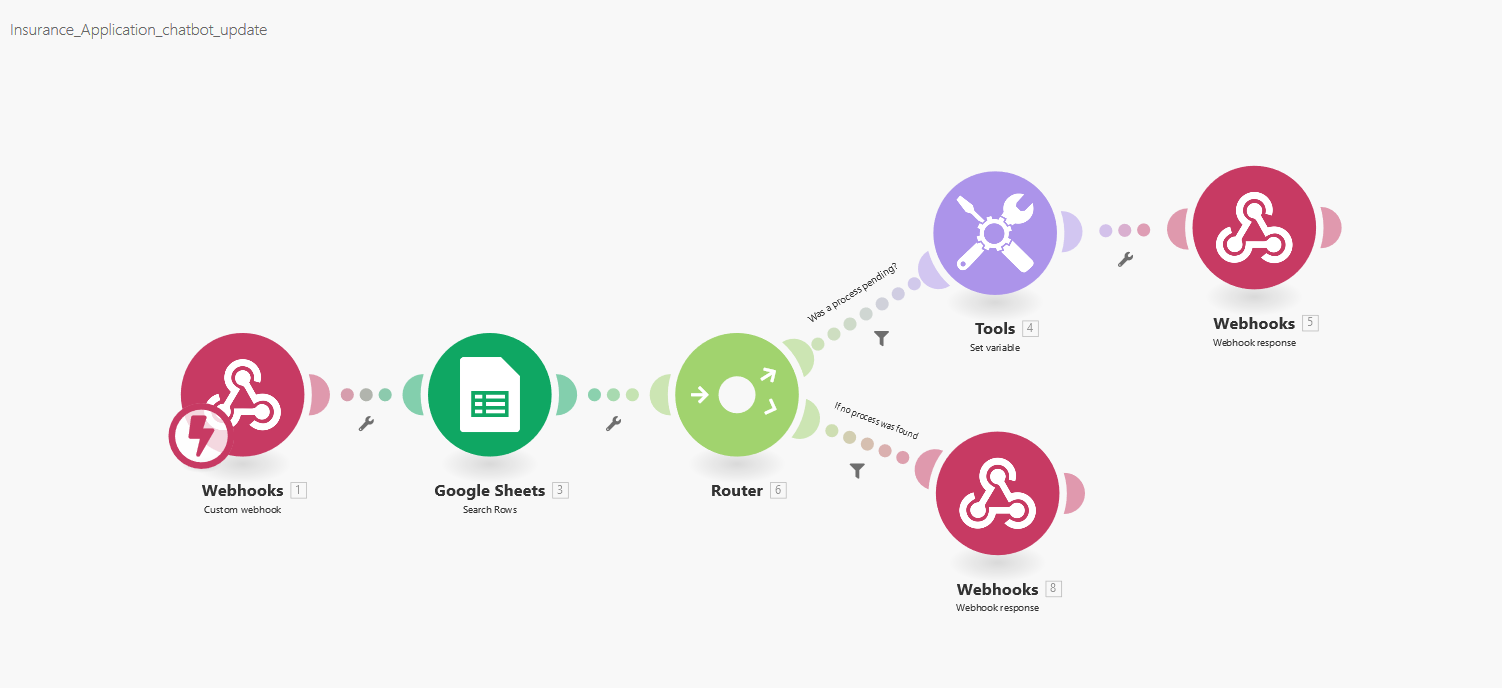 Insurance_Application_chatbot_update
Was a process pending?
Tools 4
Set variable
Webhooks 5
Webhook response
If no process was found
Webhooks 1
Custom webhook
Google Sheets 3
Search Rows
Router 6
Webhooks 8
Webhook response